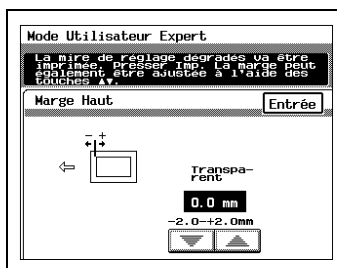 Mode Utilisateur Expert
La mire de réglage dégradés va être
imprimée. Presser Imp. La marge peut
également être ajustée à l'aide des
touches ▲▼.
Marge Haut
Entrée
- +
Transpa-
rent
0.0 mm
-2.0-+2.0mm